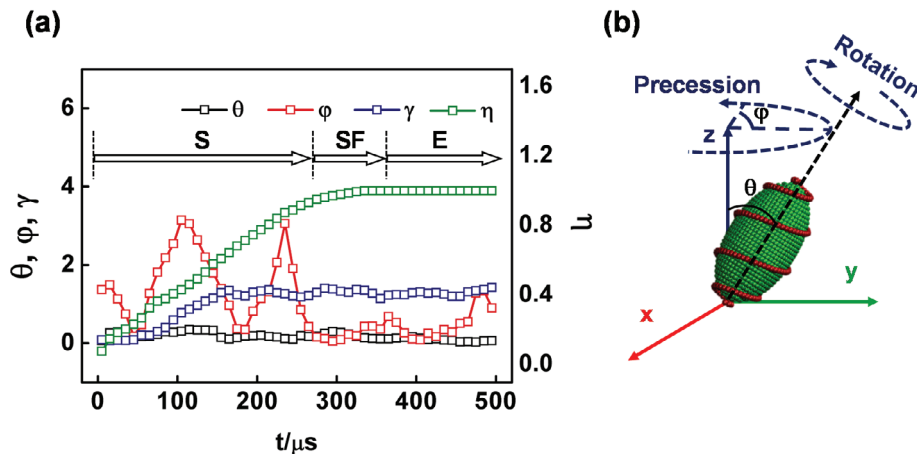 (a)
θ φ γ η
S SF E
θ, φ, γ
6
4
2
0
1.6
1.2
0.8
0.4
0.0
η
0 100 200 300 400 500
t/μs
(b)
Precession
Rotation
φ
z
θ
y
x